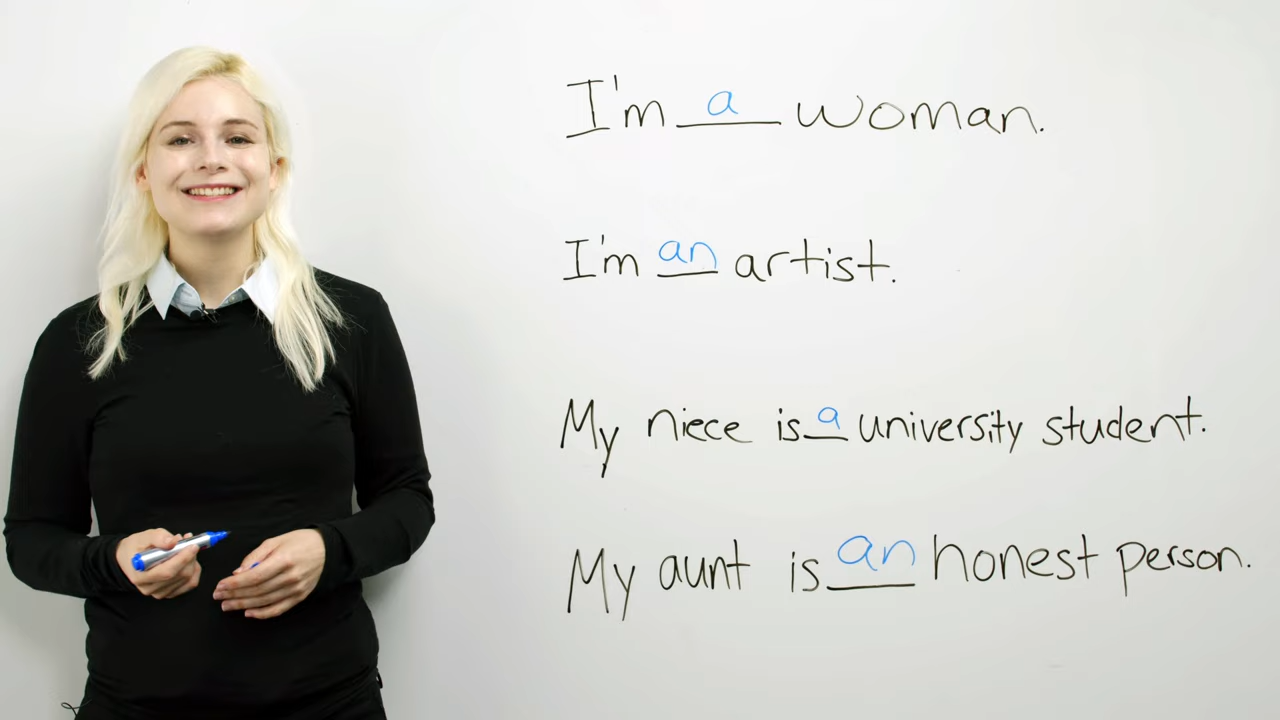 I'm a woman.
I'm an artist.
My niece is a university student.
My aunt is an honest person.